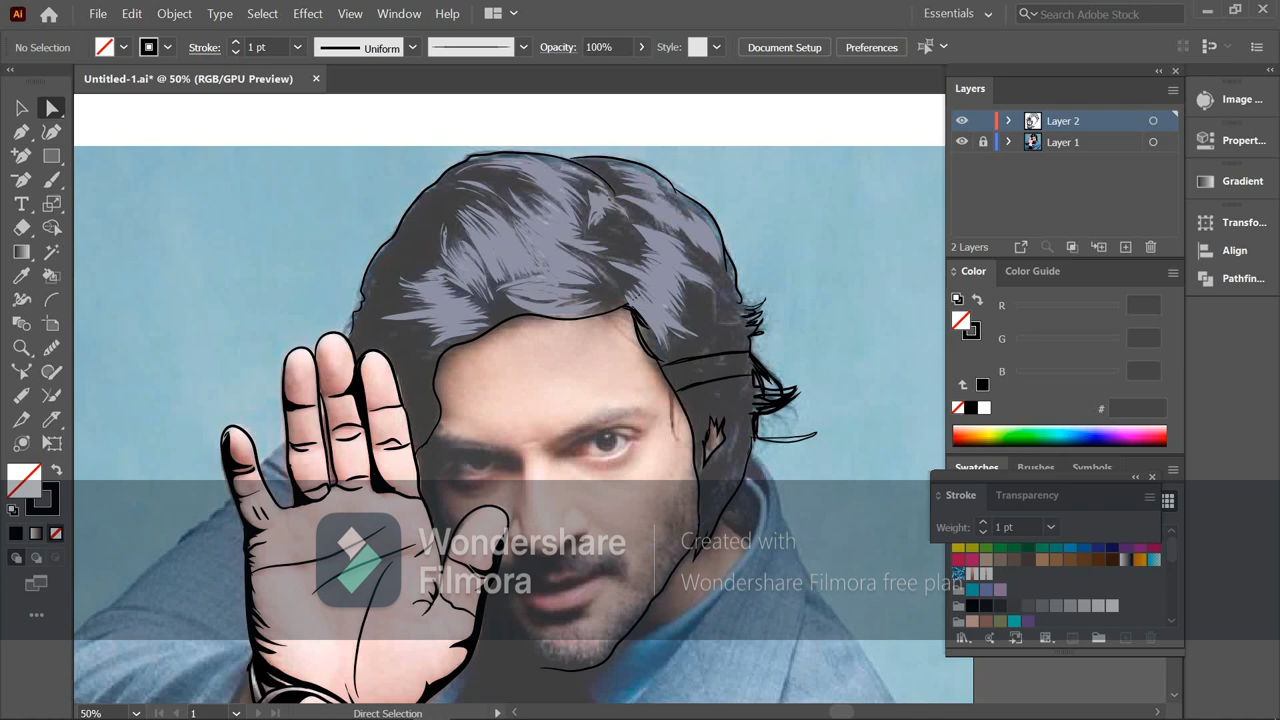 Ai File Edit Object Type Select Effect View Window Help Essentials Search Adobe Stock
No Selection Stroke: 1 pt Uniform Opacity: 100% Style: Document Setup Preferences
Untitled-1.ai* @ 50% (RGB/GPU Preview)
Layers
Layer 2
Layer 1
2 Layers
Color Color Guide
R
G
B
#
Swatches Brushes Symbols
Stroke Transparency
Weight: 1 pt
Image ...
Propert...
Gradient
Transfo...
Align
Pathfin...
Wondershare
Filmora
Created with
Wondershare Filmora free plan
50% 1 Direct Selection